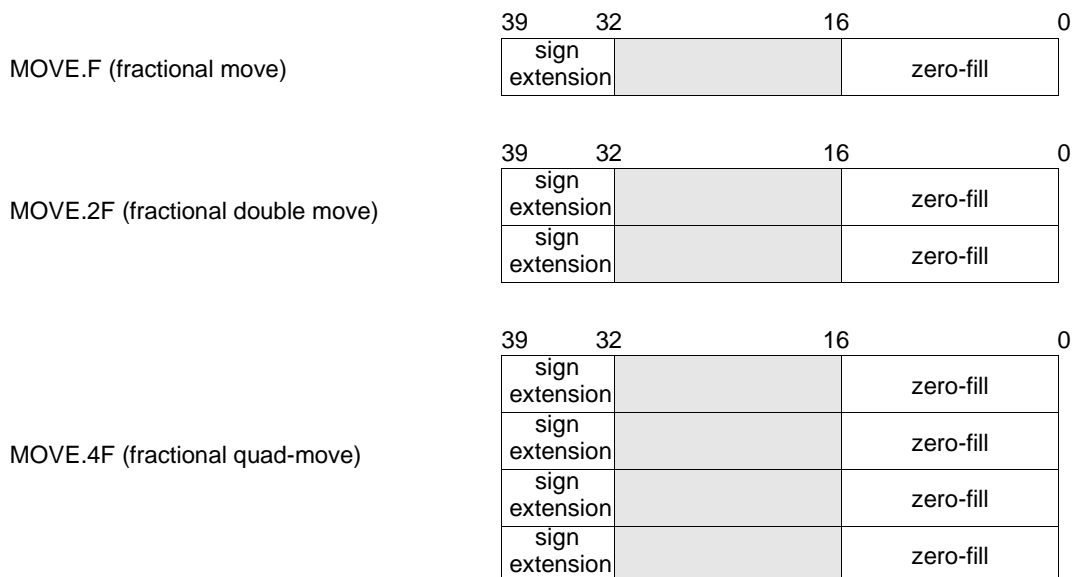 39 32 16 0
MOVE.F (fractional move)
sign
extension
zero-fill
39 32 16 0
MOVE.2F (fractional double move)
sign
extension
zero-fill
sign
extension
zero-fill
39 32 16 0
MOVE.4F (fractional quad-move)
sign
extension
zero-fill
sign
extension
zero-fill
sign
extension
zero-fill
sign
extension
zero-fill